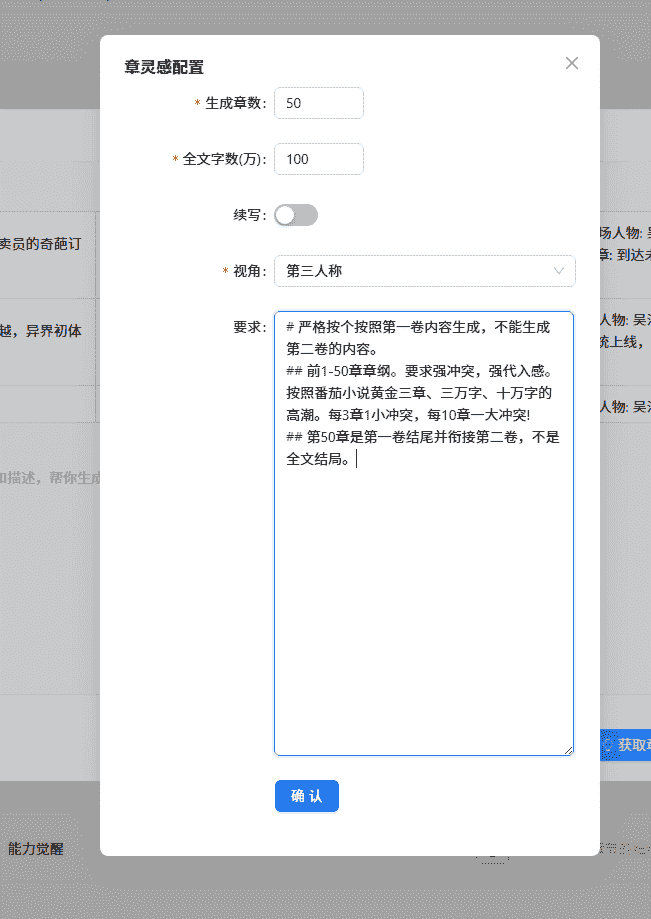 章灵感配置
* 生成章数:
50
* 全文字数(万):
100
续写:
* 视角:
第三人称
要求:
# 严格按个按照第一卷内容生成，不能生成
第二卷的内容。
## 前1-50章章纲。要求强冲突，强代入感。
按照番茄小说黄金三章、三万字、十万字的
高潮。每3章1小冲突，每10章一大冲突!
## 第50章是第一卷结尾并衔接第二卷，不是
全文结局。
确 认
卖员的奇葩订
场人物:
章: 到达
越，异界初体
人物: 吴
统上线，
人物: 吴
和描述，帮你生成
获取
能力觉醒